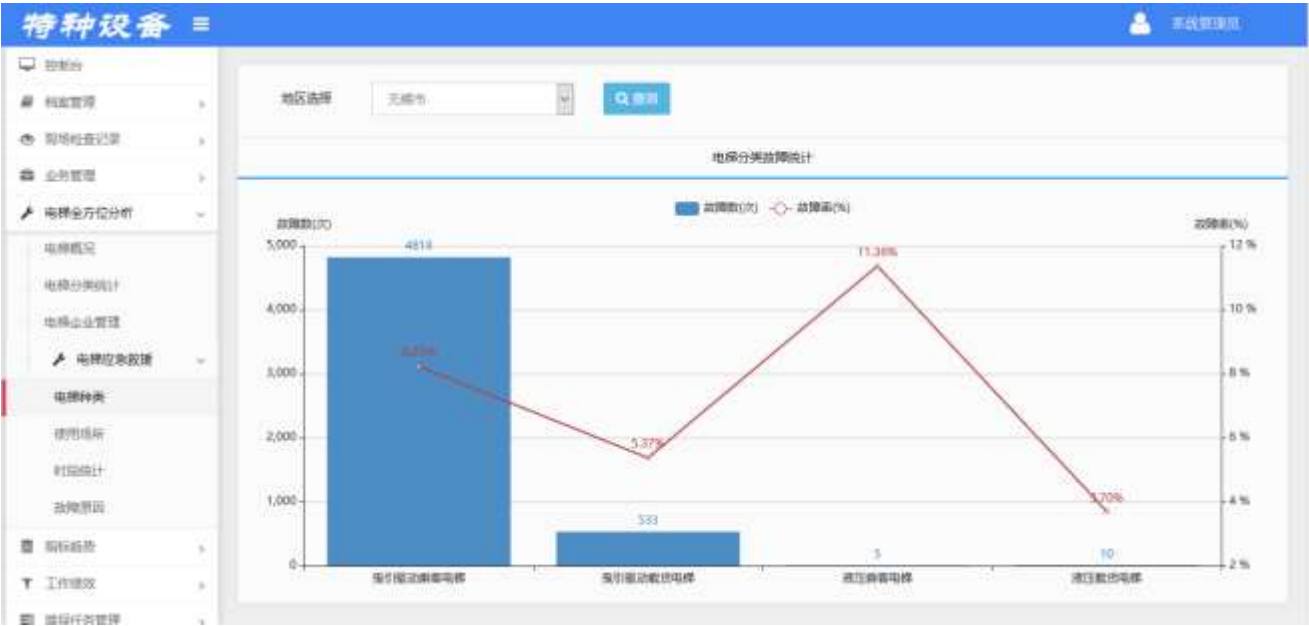 特种设备
系统管理员
控制台
档案管理
现场检查记录
业务管理
电梯全方位分析
电梯概况
电梯分类统计
电梯企业管理
电梯应急救援
电梯种类
使用场所
时段统计
故障原因
指标趋势
工作绩效
地区选择 无锡市 查询
电梯分类故障统计
故障数(次) 故障率(%)
故障数(次) 故障率(%)
5,000 4818 11.38% 12 %
4,000 10 %
3,000 8 %
2,000 5.37% 6 %
1,000 4 %
533 5 10
0 2 %
曳引驱动乘客电梯 曳引驱动载货电梯 液压乘客电梯 液压载货电梯